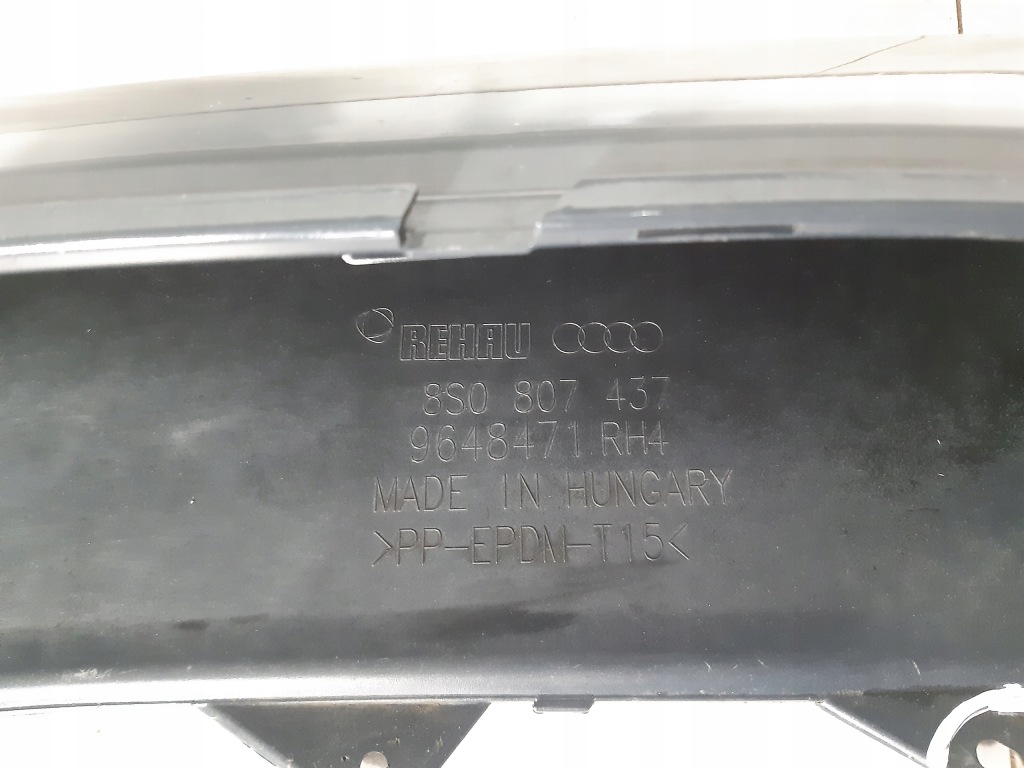 REHAU
8S0 807 437
9648471 RH4
MADE IN HUNGARY
>PP-EPDM-T15<